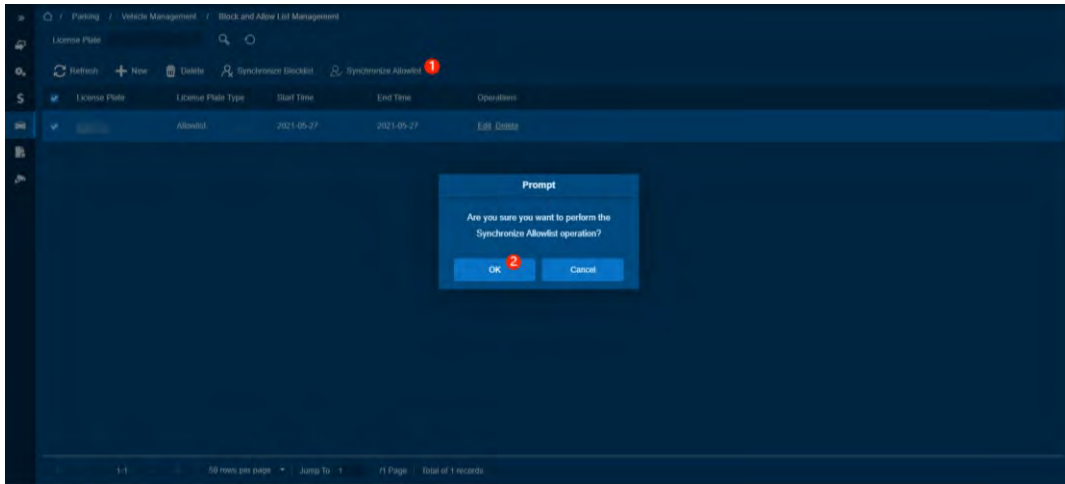 / Parking / Vehicle Management / Block and Allow List Management
License Plate
Refresh New Delete Synchronize Blocklist Synchronize Allowlist 1
License Plate License Plate Type Start Time End Time Operations
Allowlist 2021-05-27 2021-05-27 Edit Delete
Prompt
Are you sure you want to perform the
Synchronize Allowlist operation?
OK 2 Cancel
1/1 50 rows per page Jump To 1 /1 Page Total of 1 records